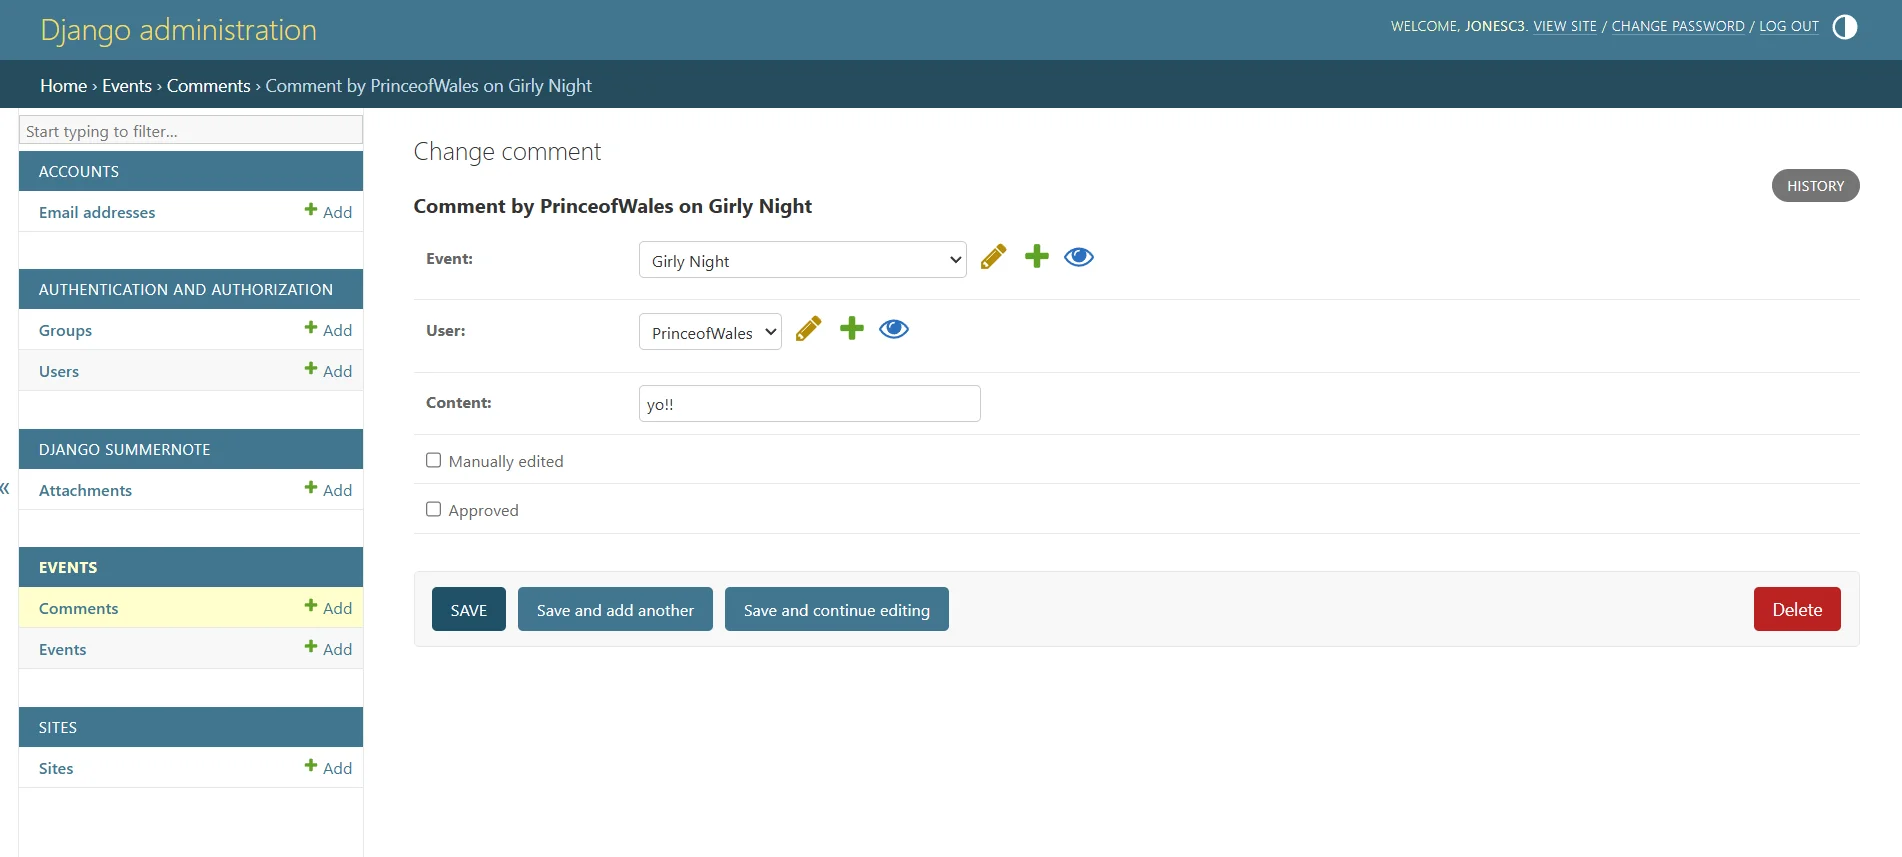 Django administration
WELCOME, JONESC3. VIEW SITE / CHANGE PASSWORD / LOG OUT
Home › Events › Comments › Comment by PrinceofWales on Girly Night
Start typing to filter...
ACCOUNTS
Email addresses Add
AUTHENTICATION AND AUTHORIZATION
Groups Add
Users Add
DJANGO SUMMERNOTE
Attachments Add
«
EVENTS
Comments Add
Events Add
SITES
Sites Add
Change comment
HISTORY
Comment by PrinceofWales on Girly Night
Event: Girly Night
User: PrinceofWales
Content: yo!!
Manually edited
Approved
SAVE Save and add another Save and continue editing Delete